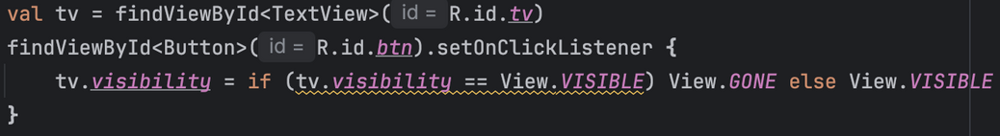 val tv = findViewById<TextView>( id = R.id.tv)
findViewById<Button>( id = R.id.btn).setOnClickListener {
    tv.visibility = if (tv.visibility == View.VISIBLE) View.GONE else View.VISIBLE
}